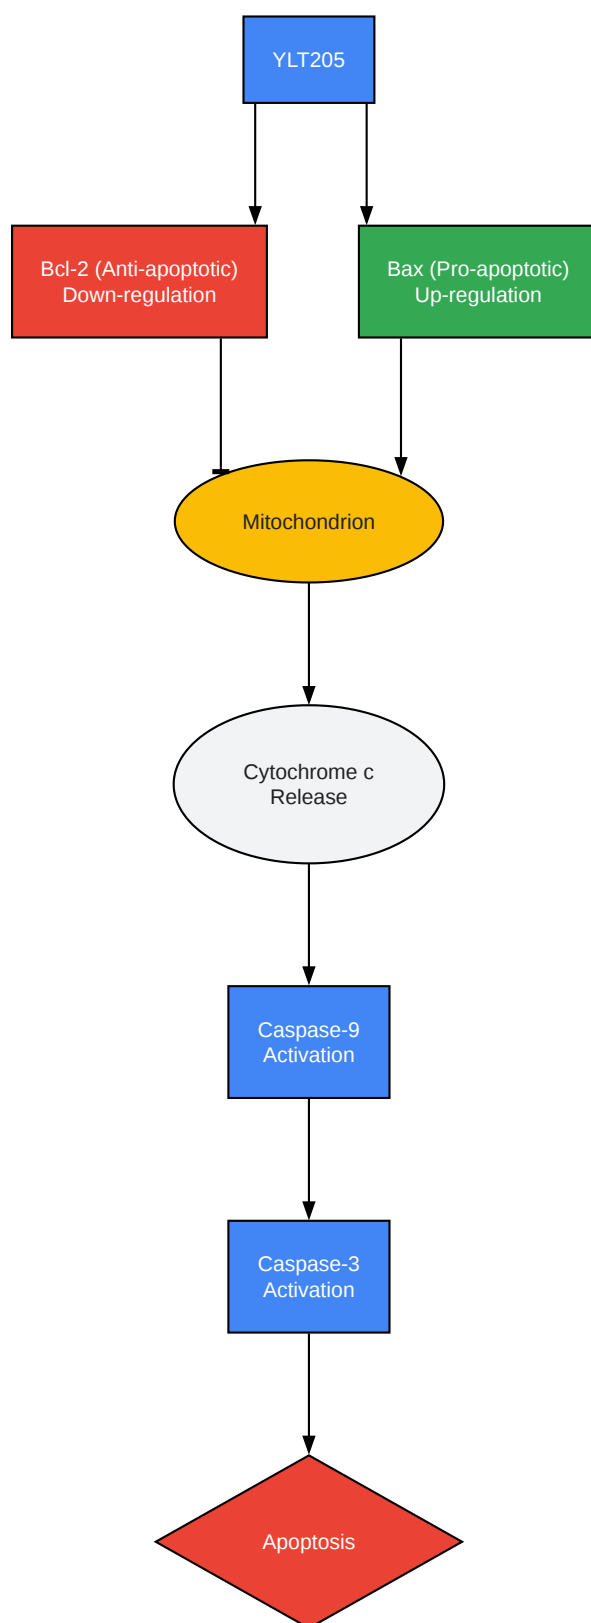 YLT205
Bcl-2 (Anti-apoptotic)
Down-regulation
Bax (Pro-apoptotic)
Up-regulation
Mitochondrion
Cytochrome c
Release
Caspase-9
Activation
Caspase-3
Activation
Apoptosis